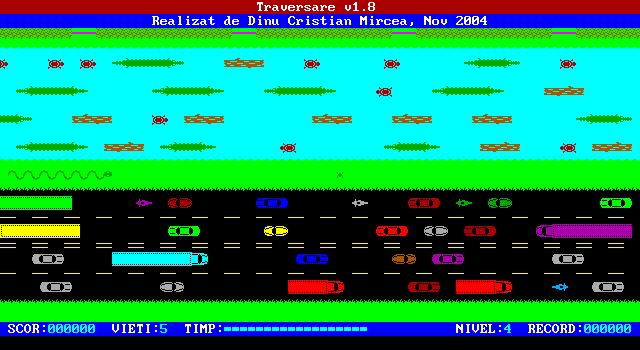 Traversare v1.8
Realizat de Dinu Cristian Mircea, Nov 2004
SCOR:000000 VIETI:5 TIMP: NIVEL:4 RECORD:000000